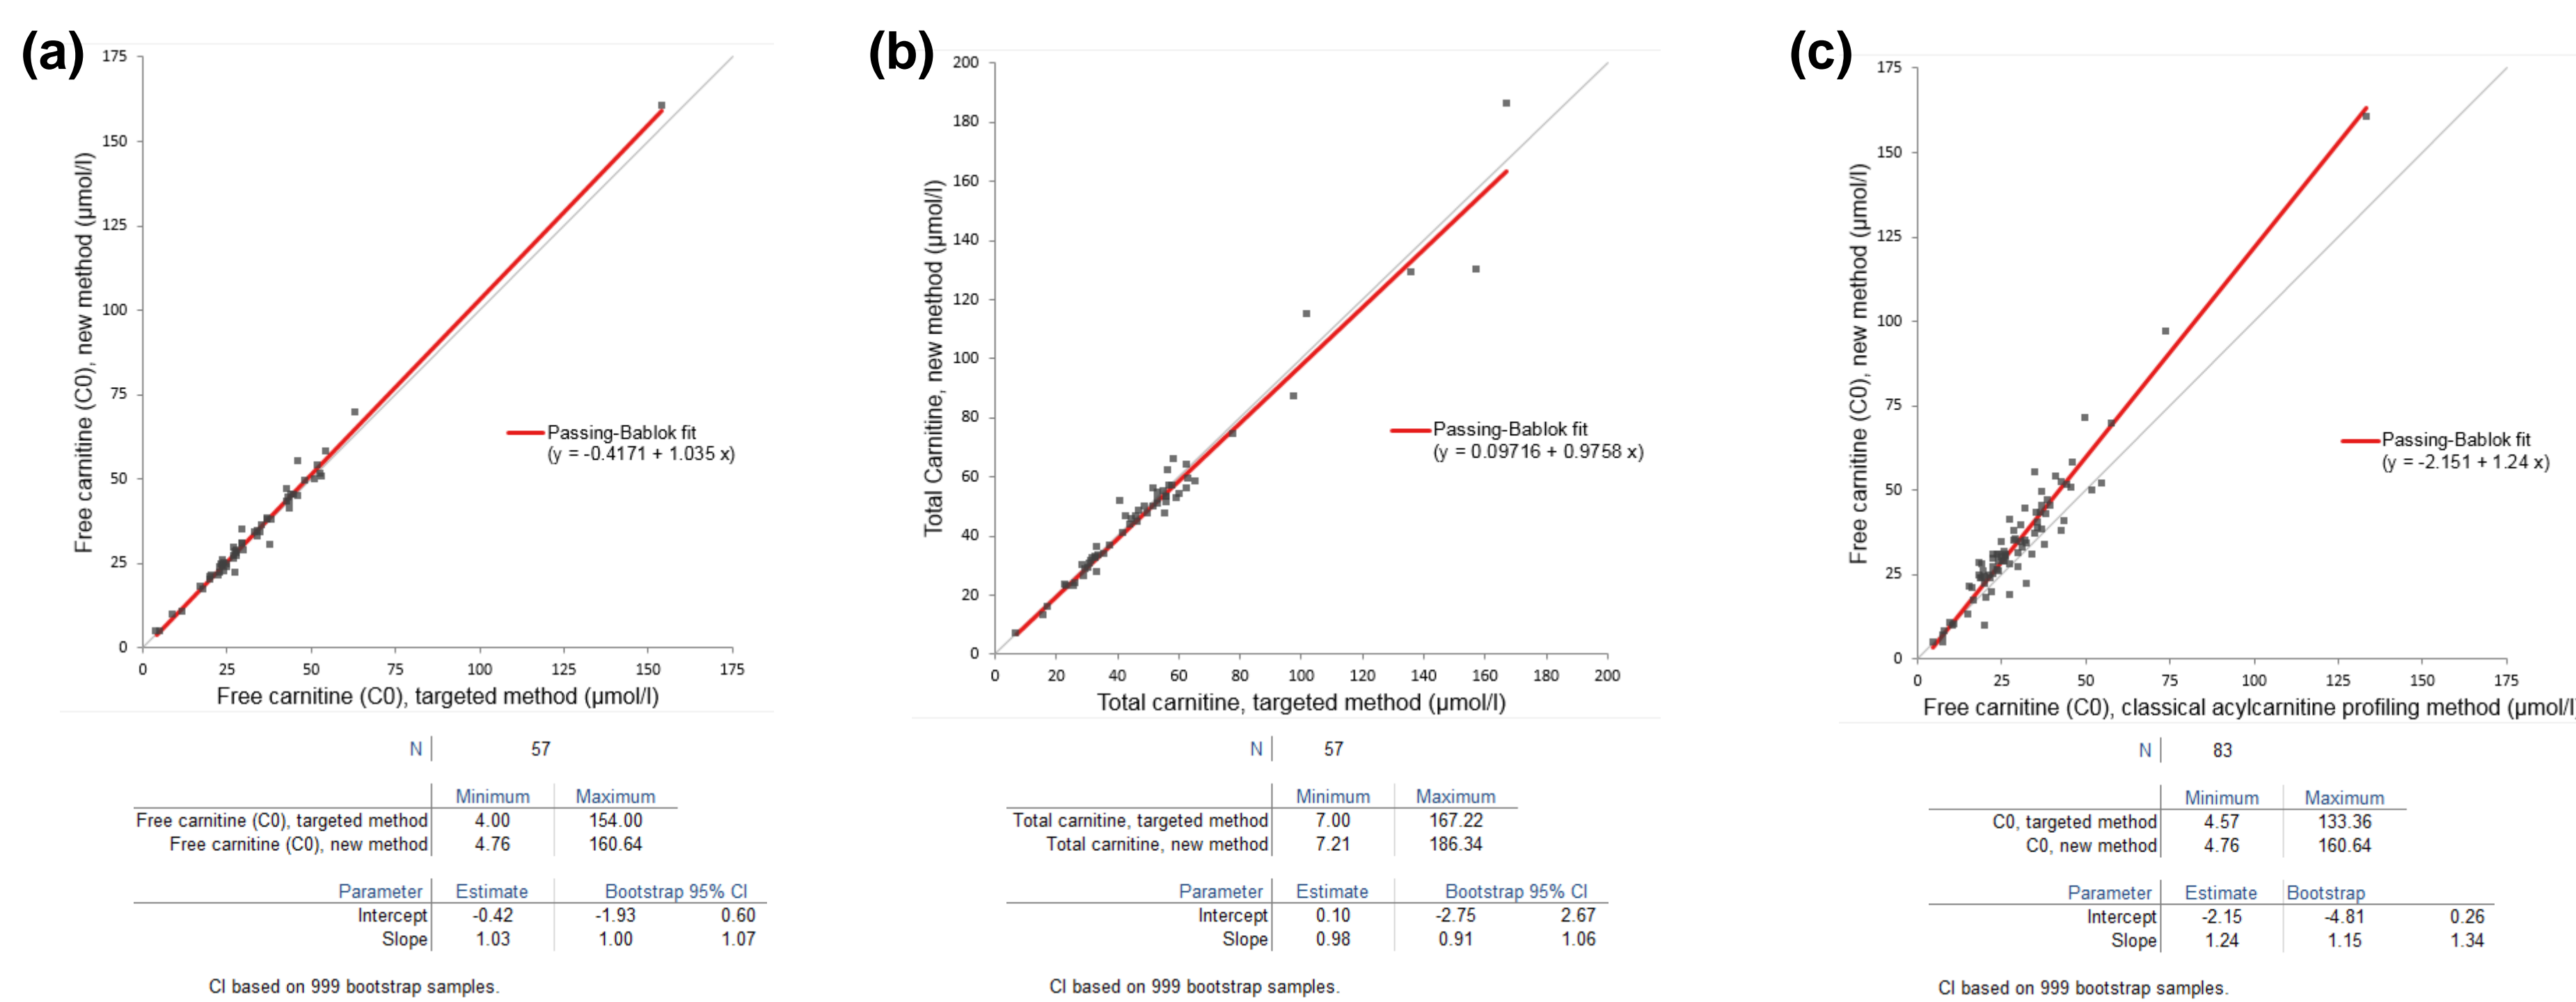 (a)
175
150
125
100
75
50
25
0
0 25 50 75 100 125 150 175
Free carnitine (C0), new method (µmol/l)
Free carnitine (C0), targeted method (µmol/l)
Passing-Bablok fit
(y = -0.4171 + 1.035 x)
N 57
Minimum Maximum
Free carnitine (C0), targeted method 4.00 154.00
Free carnitine (C0), new method 4.76 160.64
Parameter Estimate Bootstrap 95% CI
Intercept -0.42 -1.93 0.60
Slope 1.03 1.00 1.07
CI based on 999 bootstrap samples.
(b)
200
180
160
140
120
100
80
60
40
20
0
0 20 40 60 80 100 120 140 160 180 200
Total Carnitine, new method (µmol/l)
Total carnitine, targeted method (µmol/l)
Passing-Bablok fit
(y = 0.09716 + 0.9758 x)
N 57
Minimum Maximum
Total carnitine, targeted method 7.00 167.22
Total carnitine, new method 7.21 186.34
Parameter Estimate Bootstrap 95% CI
Intercept 0.10 -2.75 2.67
Slope 0.98 0.91 1.06
CI based on 999 bootstrap samples.
(c)
175
150
125
100
75
50
25
0
0 25 50 75 100 125 150 175
Free carnitine (C0), new method (µmol/l)
Free carnitine (C0), classical acylcarnitine profiling method (µmol/l
Passing-Bablok fit
(y = -2.151 + 1.24 x)
N 83
Minimum Maximum
C0, targeted method 4.57 133.36
C0, new method 4.76 160.64
Parameter Estimate Bootstrap
Intercept -2.15 -4.81 0.26
Slope 1.24 1.15 1.34
CI based on 999 bootstrap samples.